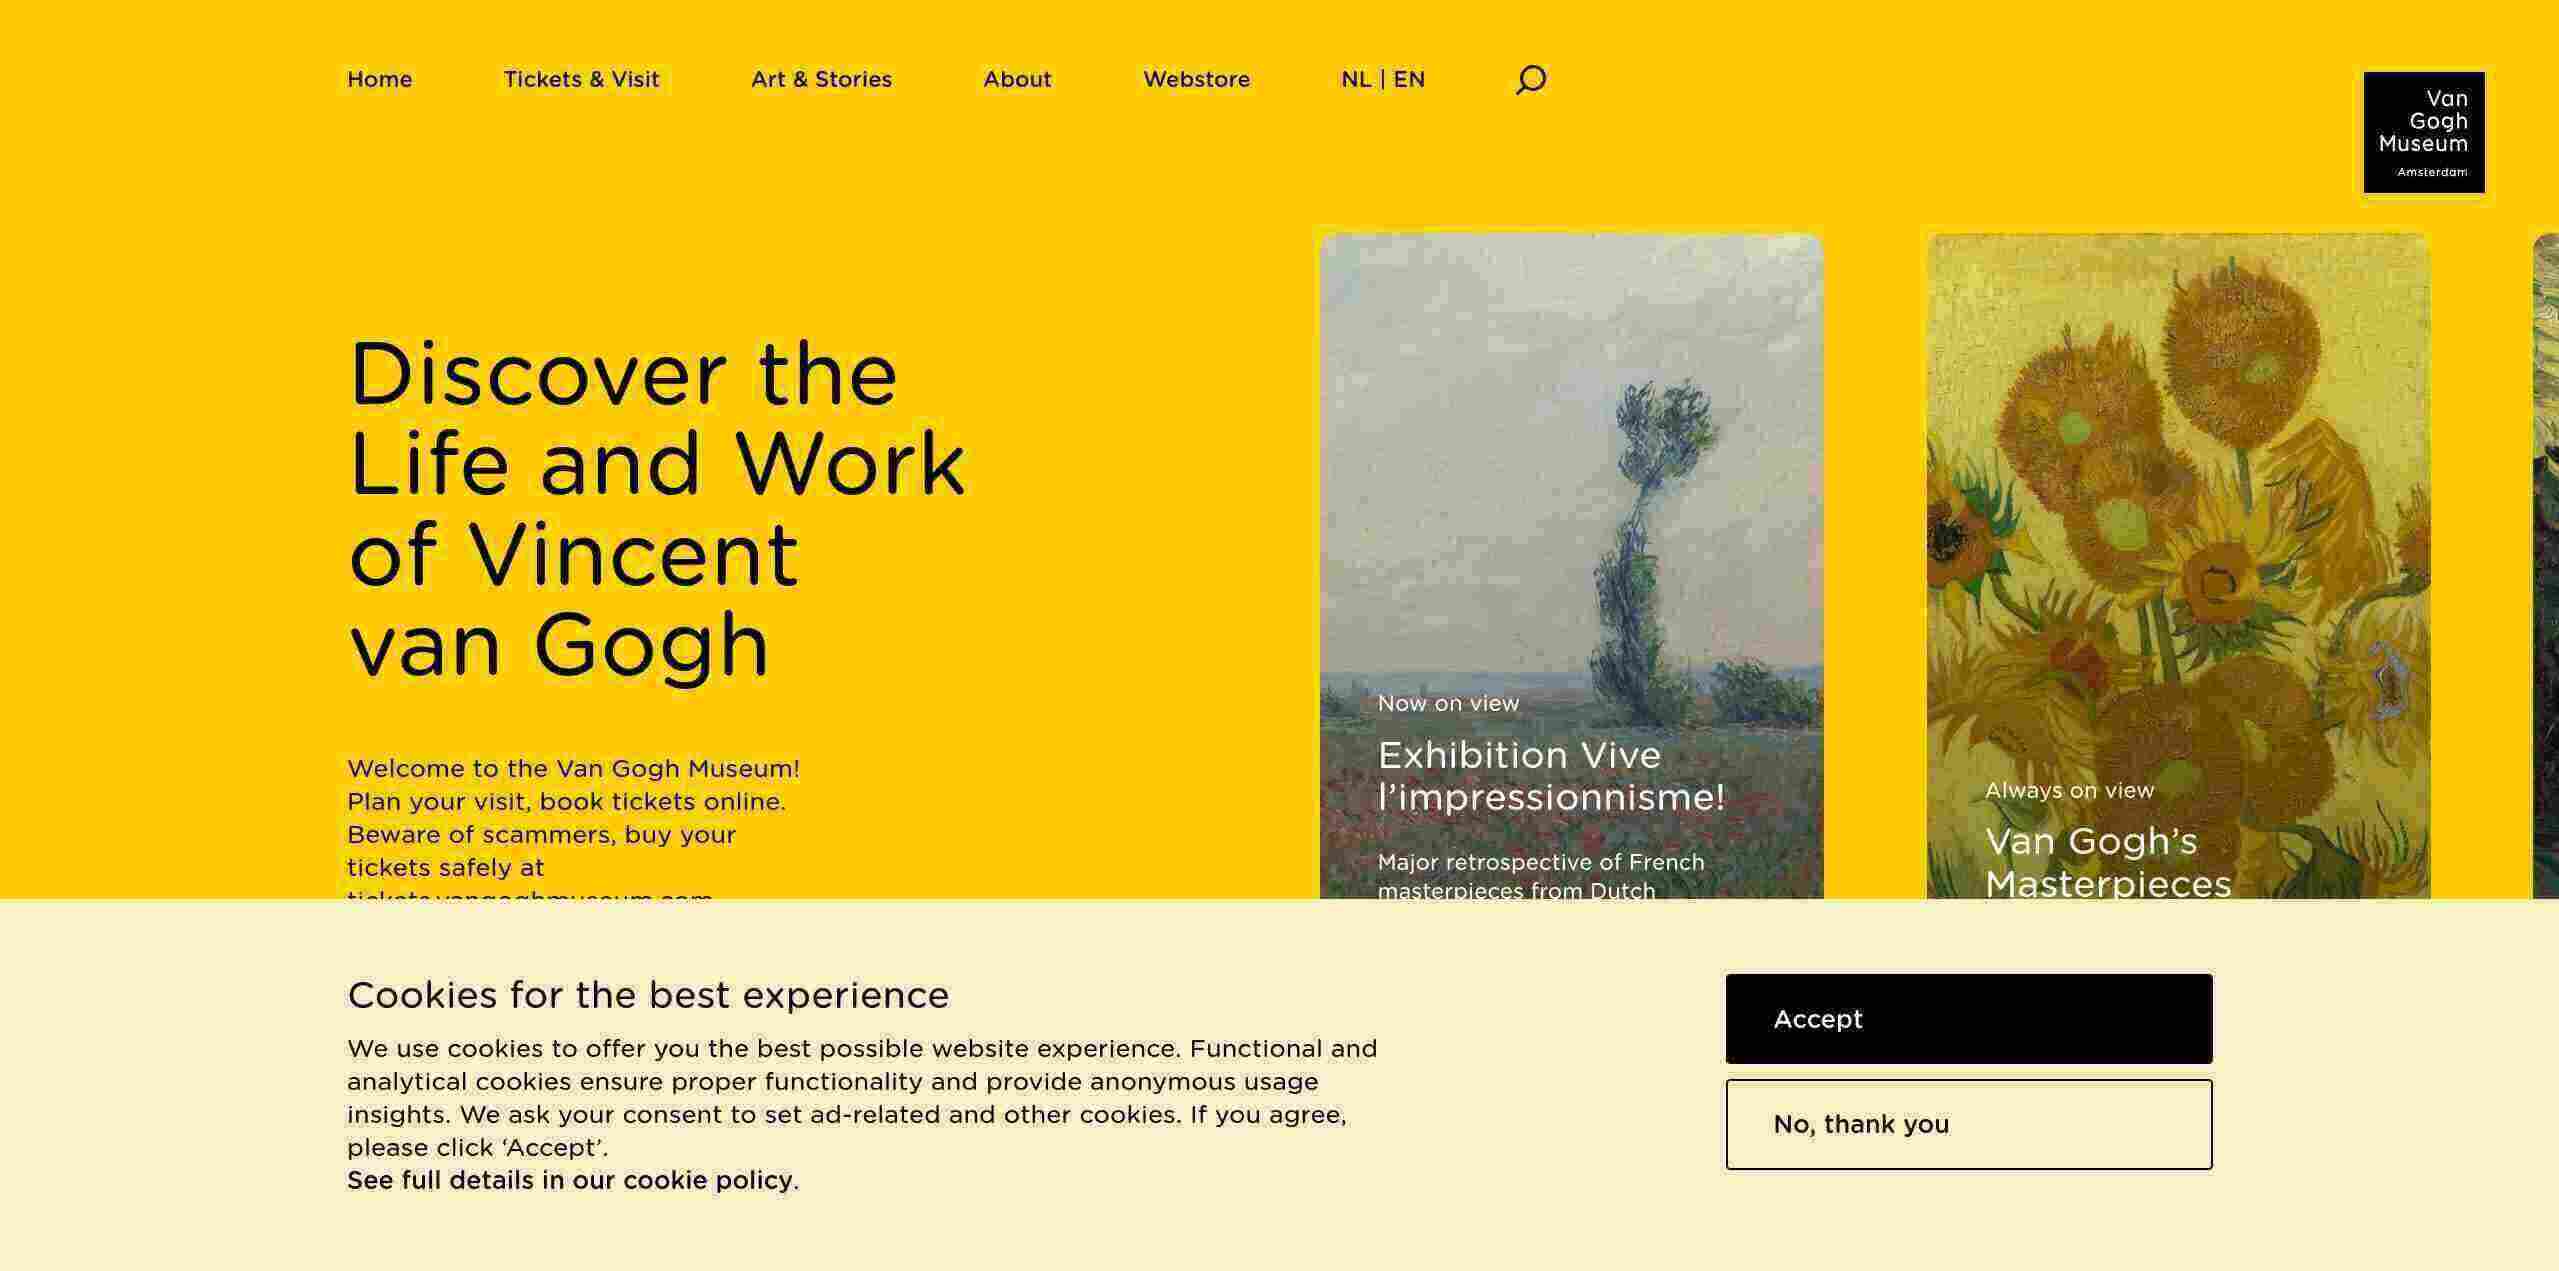 Home
Tickets & Visit
Art & Stories
About
Webstore
NL | EN
Van
Gogh
Museum
Amsterdam
Discover the
Life and Work
of Vincent
van Gogh
Welcome to the Van Gogh Museum!
Plan your visit, book tickets online.
Beware of scammers, buy your
tickets safely at
tickets.vangoghmuseum.com
Now on view
Exhibition Vive
l’impressionnisme!
Major retrospective of French
masterpieces from Dutch
Always on view
Van Gogh’s
Masterpieces
Cookies for the best experience
We use cookies to offer you the best possible website experience. Functional and
analytical cookies ensure proper functionality and provide anonymous usage
insights. We ask your consent to set ad-related and other cookies. If you agree,
please click ‘Accept’.
See full details in our cookie policy.
Accept
No, thank you